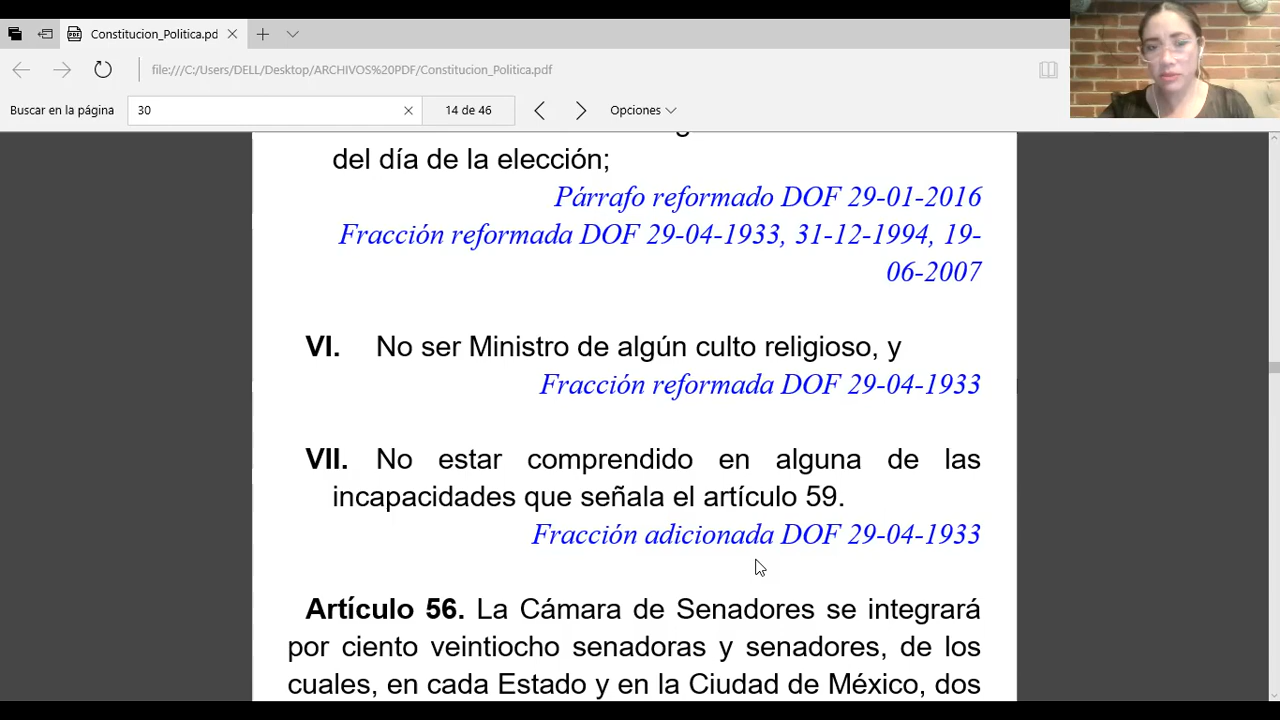 Constitucion_Politica.pd
file:///C:/Users/DELL/Desktop/ARCHIVOS%20PDF/Constitucion_Politica.pdf
Buscar en la página 30 14 de 46 Opciones
del día de la elección;
Párrafo reformado DOF 29-01-2016
Fracción reformada DOF 29-04-1933, 31-12-1994, 19-
06-2007
VI. No ser Ministro de algún culto religioso, y
Fracción reformada DOF 29-04-1933
VII. No estar comprendido en alguna de las
incapacidades que señala el artículo 59.
Fracción adicionada DOF 29-04-1933
Artículo 56. La Cámara de Senadores se integrará
por ciento veintiocho senadoras y senadores, de los
cuales, en cada Estado y en la Ciudad de México, dos